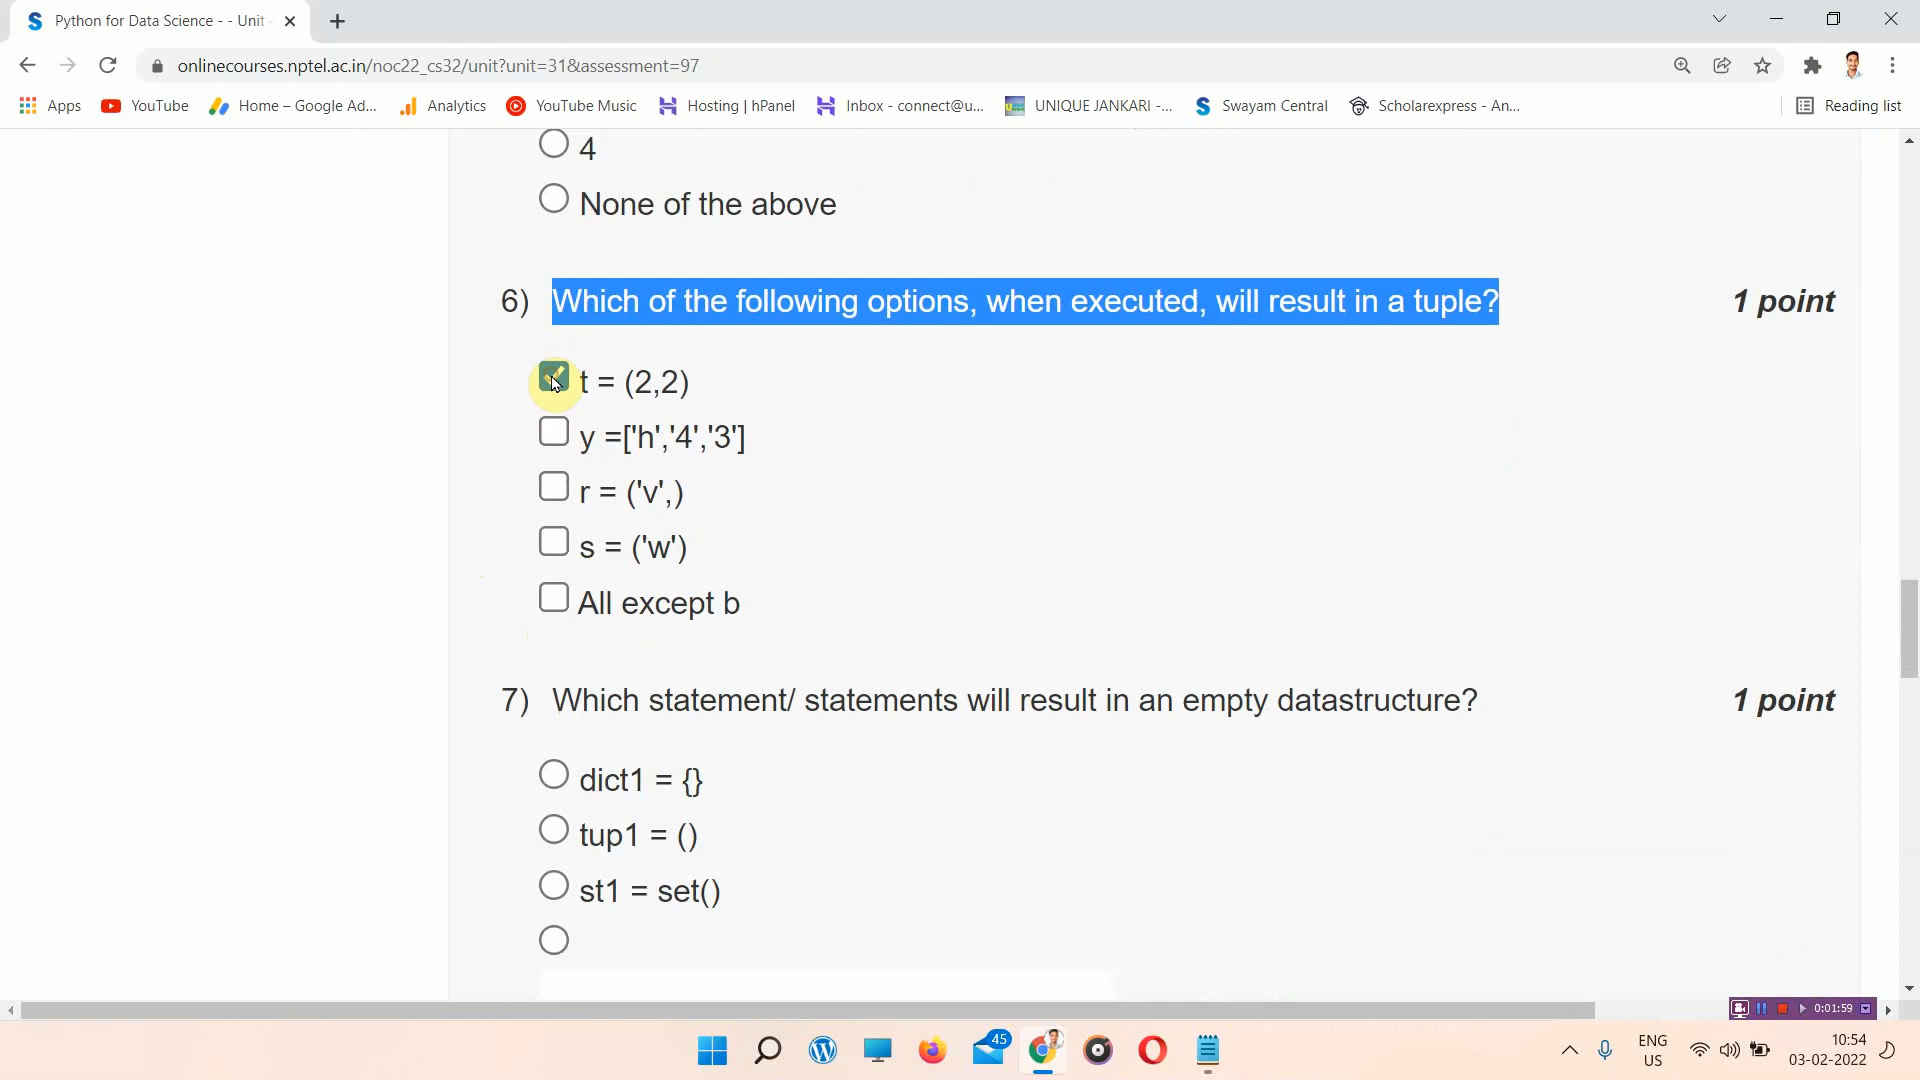 Python for Data Science - - Unit -
onlinecourses.nptel.ac.in/noc22_cs32/unit?unit=31&assessment=97
Apps YouTube Home – Google Ad... Analytics YouTube Music Hosting | hPanel Inbox - connect@u... UNIQUE JANKARI -... Swayam Central Scholarexpress - An... Reading list
4
None of the above
6) Which of the following options, when executed, will result in a tuple? 1 point
t = (2,2)
y =['h','4','3']
r = ('v',)
s = ('w')
All except b
7) Which statement/ statements will result in an empty datastructure? 1 point
dict1 = {}
tup1 = ()
st1 = set()
0:01:59
45
ENG
US
10:54
03-02-2022